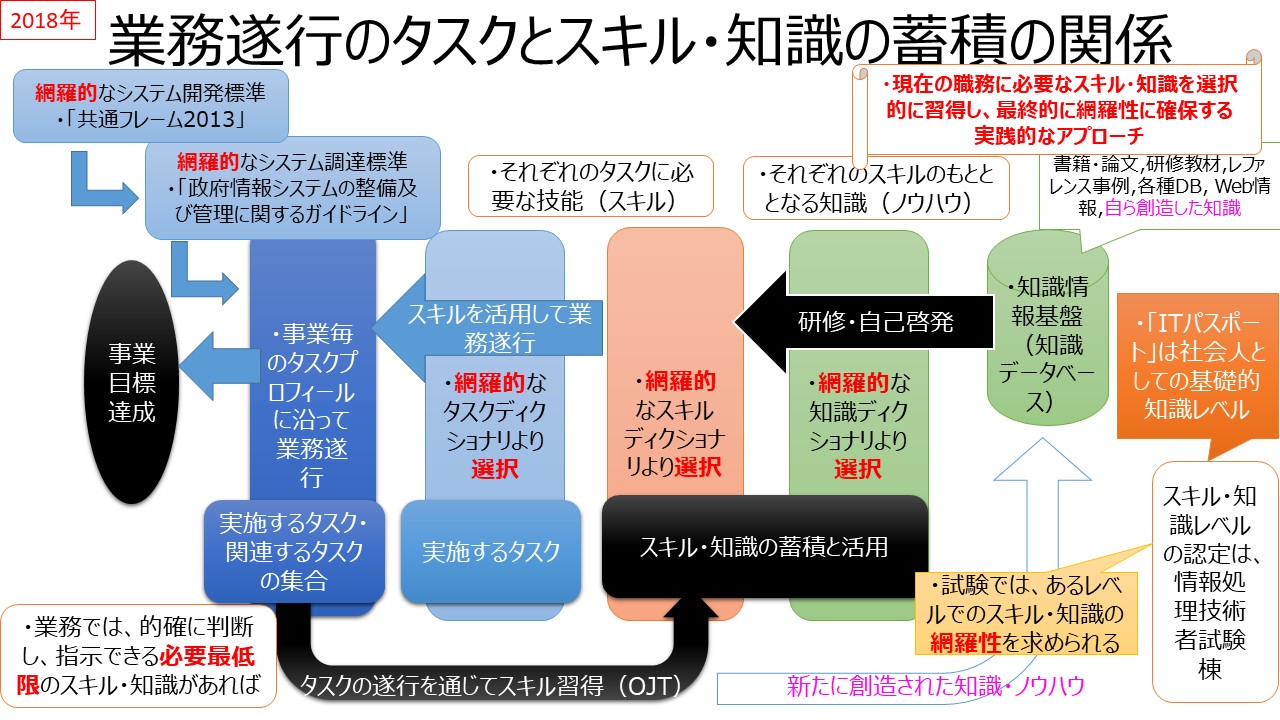 2018年
業務遂行のタスクとスキル・知識の蓄積の関係
網羅的なシステム開発標準
・「共通フレーム2013」
網羅的なシステム調達標準
・「政府情報システムの整備及
び管理に関するガイドライン」
・それぞれのタスクに必
要な技能（スキル）
・それぞれのスキルのもとと
となる知識（ノウハウ）
・現在の職務に必要なスキル・知識を選択
的に習得し、最終的に網羅性に確保する
実践的なアプローチ
書籍・論文,研修教材,レファ
レンス事例,各種DB, Web情
報,自ら創造した知識
事業
目標
達成
・事業毎
のタスクプ
ロフィール
に沿って
業務遂
行
スキルを活用して業
務遂行
・網羅的な
タスクディク
ショナリより
選択
・網羅的
なスキル
ディクショナ
リより選択
研修・自己啓発
・網羅的な
知識ディク
ショナリより
選択
・知識情
報基盤
（知識
データベー
ス）
・「ITパスポー
ト」は社会人と
しての基礎的
知識レベル
実施するタスク・
関連するタスク
の集合
実施するタスク
スキル・知識の蓄積と活用
スキル・知
識レベル
の認定は、
情報処
理技術
者試験
棟
・試験では、あるレベ
ルでのスキル・知識の
網羅性を求められる
・業務では、的確に判断
し、指示できる必要最低
限のスキル・知識があれば
タスクの遂行を通じてスキル習得（OJT）
新たに創造された知識・ノウハウ